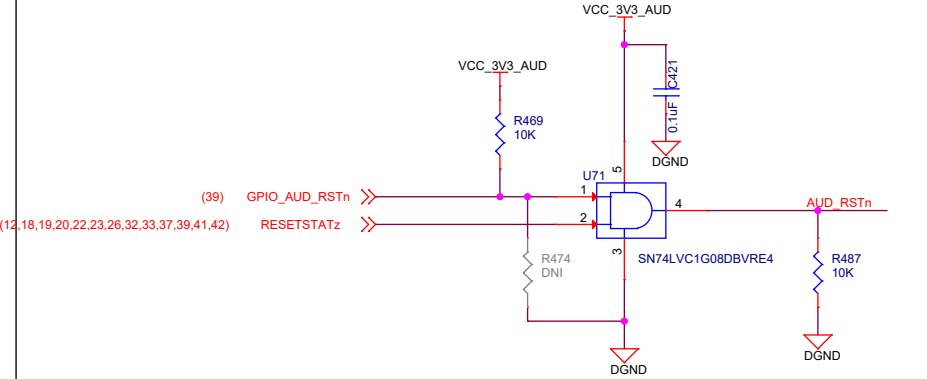 VCC_3V3_AUD
VCC_3V3_AUD
C421
0.1uF
R469
10K
DGND
U71
5
(39) GPIO_AUD_RSTn
1
(12,18,19,20,22,23,26,32,33,37,39,41,42) RESETSTATz
2
4
AUD_RSTn
3
SN74LVC1G08DBVRE4
R474
DNI
R487
10K
DGND
DGND